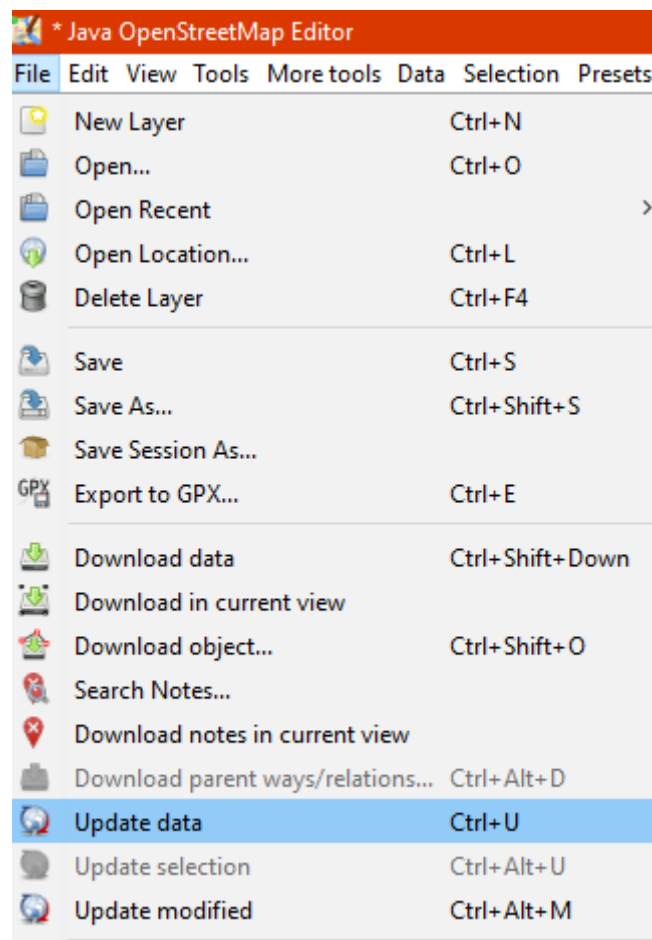 * Java OpenStreetMap Editor
File Edit View Tools More tools Data Selection Presets
New Layer Ctrl+N
Open... Ctrl+O
Open Recent
Open Location... Ctrl+L
Delete Layer Ctrl+F4
Save Ctrl+S
Save As... Ctrl+Shift+S
Save Session As...
GPX Export to GPX... Ctrl+E
Download data Ctrl+Shift+Down
Download in current view
Download object... Ctrl+Shift+O
Search Notes...
Download notes in current view
Download parent ways/relations... Ctrl+Alt+D
Update data Ctrl+U
Update selection Ctrl+Alt+U
Update modified Ctrl+Alt+M